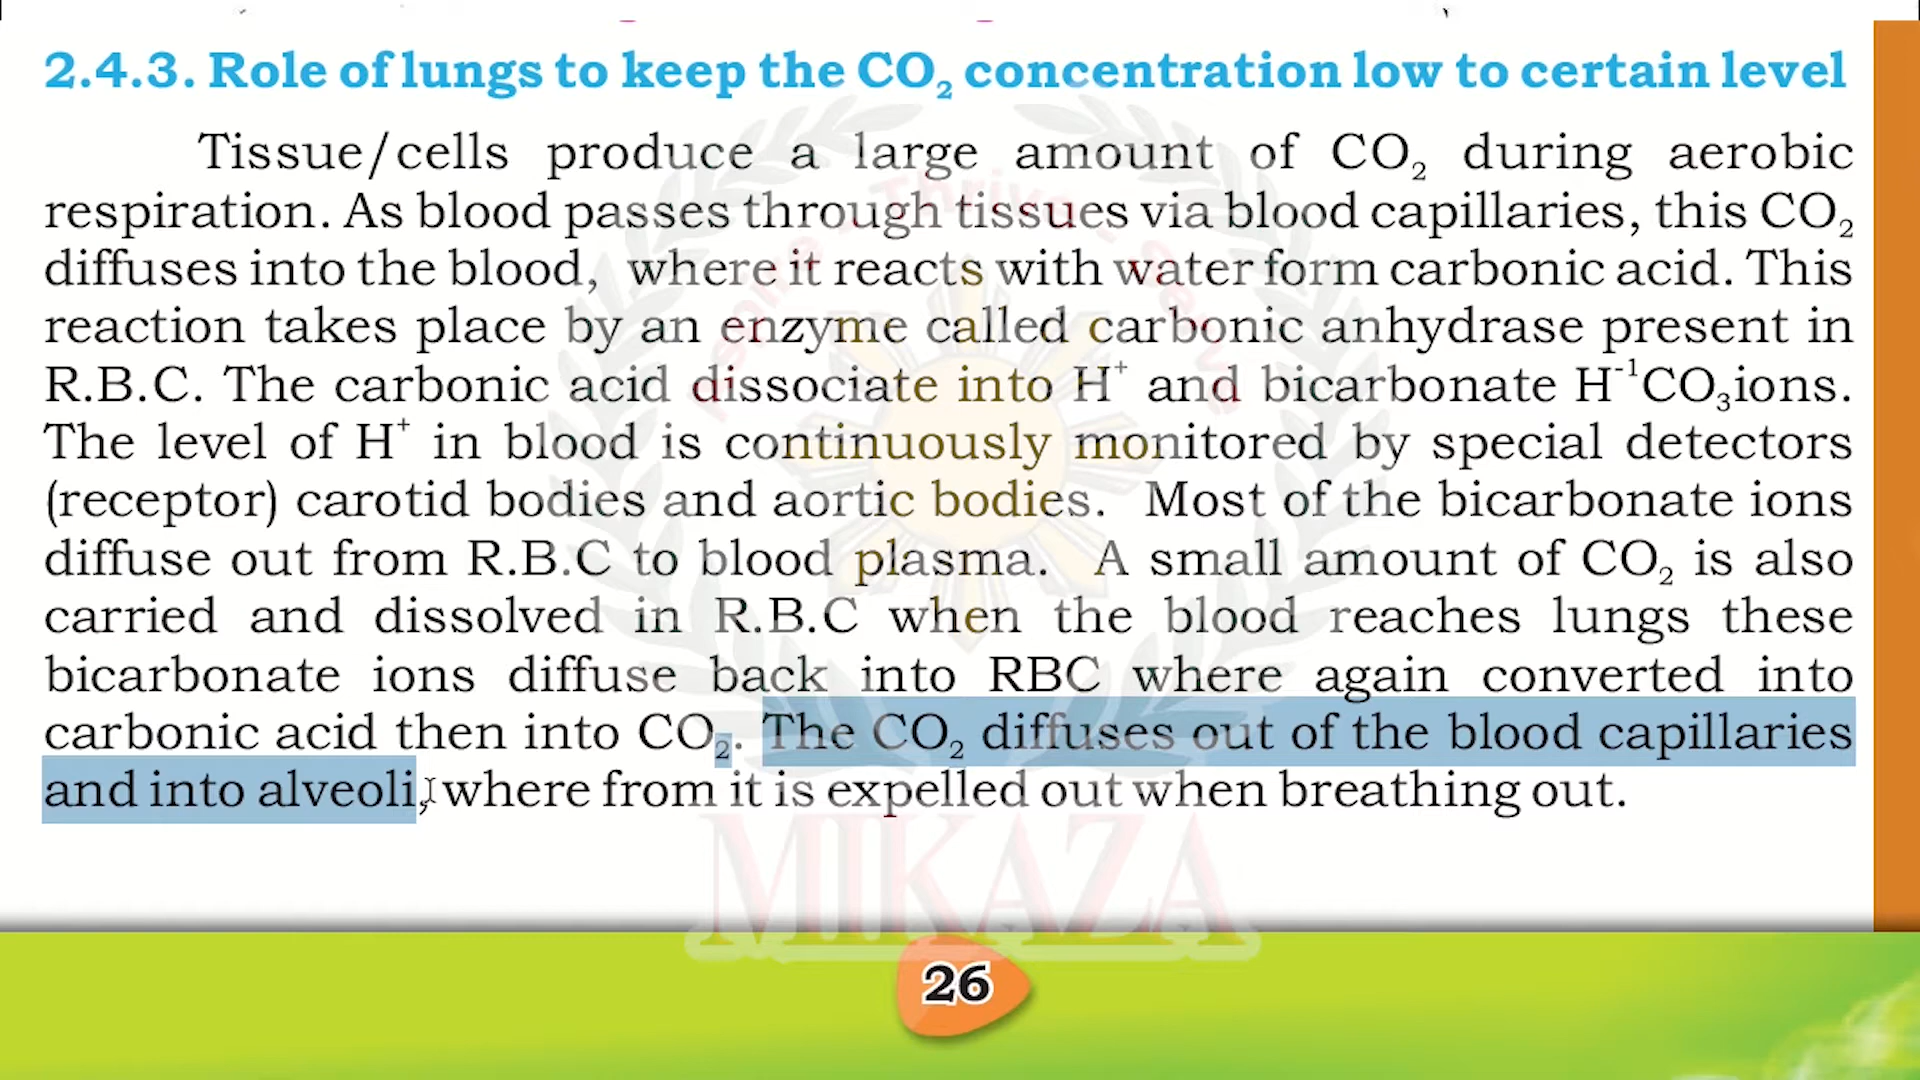 2.4.3. Role of lungs to keep the CO₂ concentration low to certain level
Tissue/cells produce a large amount of CO₂ during aerobic
respiration. As blood passes through tissues via blood capillaries, this CO₂
diffuses into the blood, where it reacts with water form carbonic acid. This
reaction takes place by an enzyme called carbonic anhydrase present in
R.B.C. The carbonic acid dissociate into H⁺ and bicarbonate H⁻¹CO₃ions.
The level of H⁺ in blood is continuously monitored by special detectors
(receptor) carotid bodies and aortic bodies. Most of the bicarbonate ions
diffuse out from R.B.C to blood plasma. A small amount of CO₂ is also
carried and dissolved in R.B.C when the blood reaches lungs these
bicarbonate ions diffuse back into RBC where again converted into
carbonic acid then into CO₂. The CO₂ diffuses out of the blood capillaries
and into alveoli, where from it is expelled out when breathing out.
MIKAZA
26